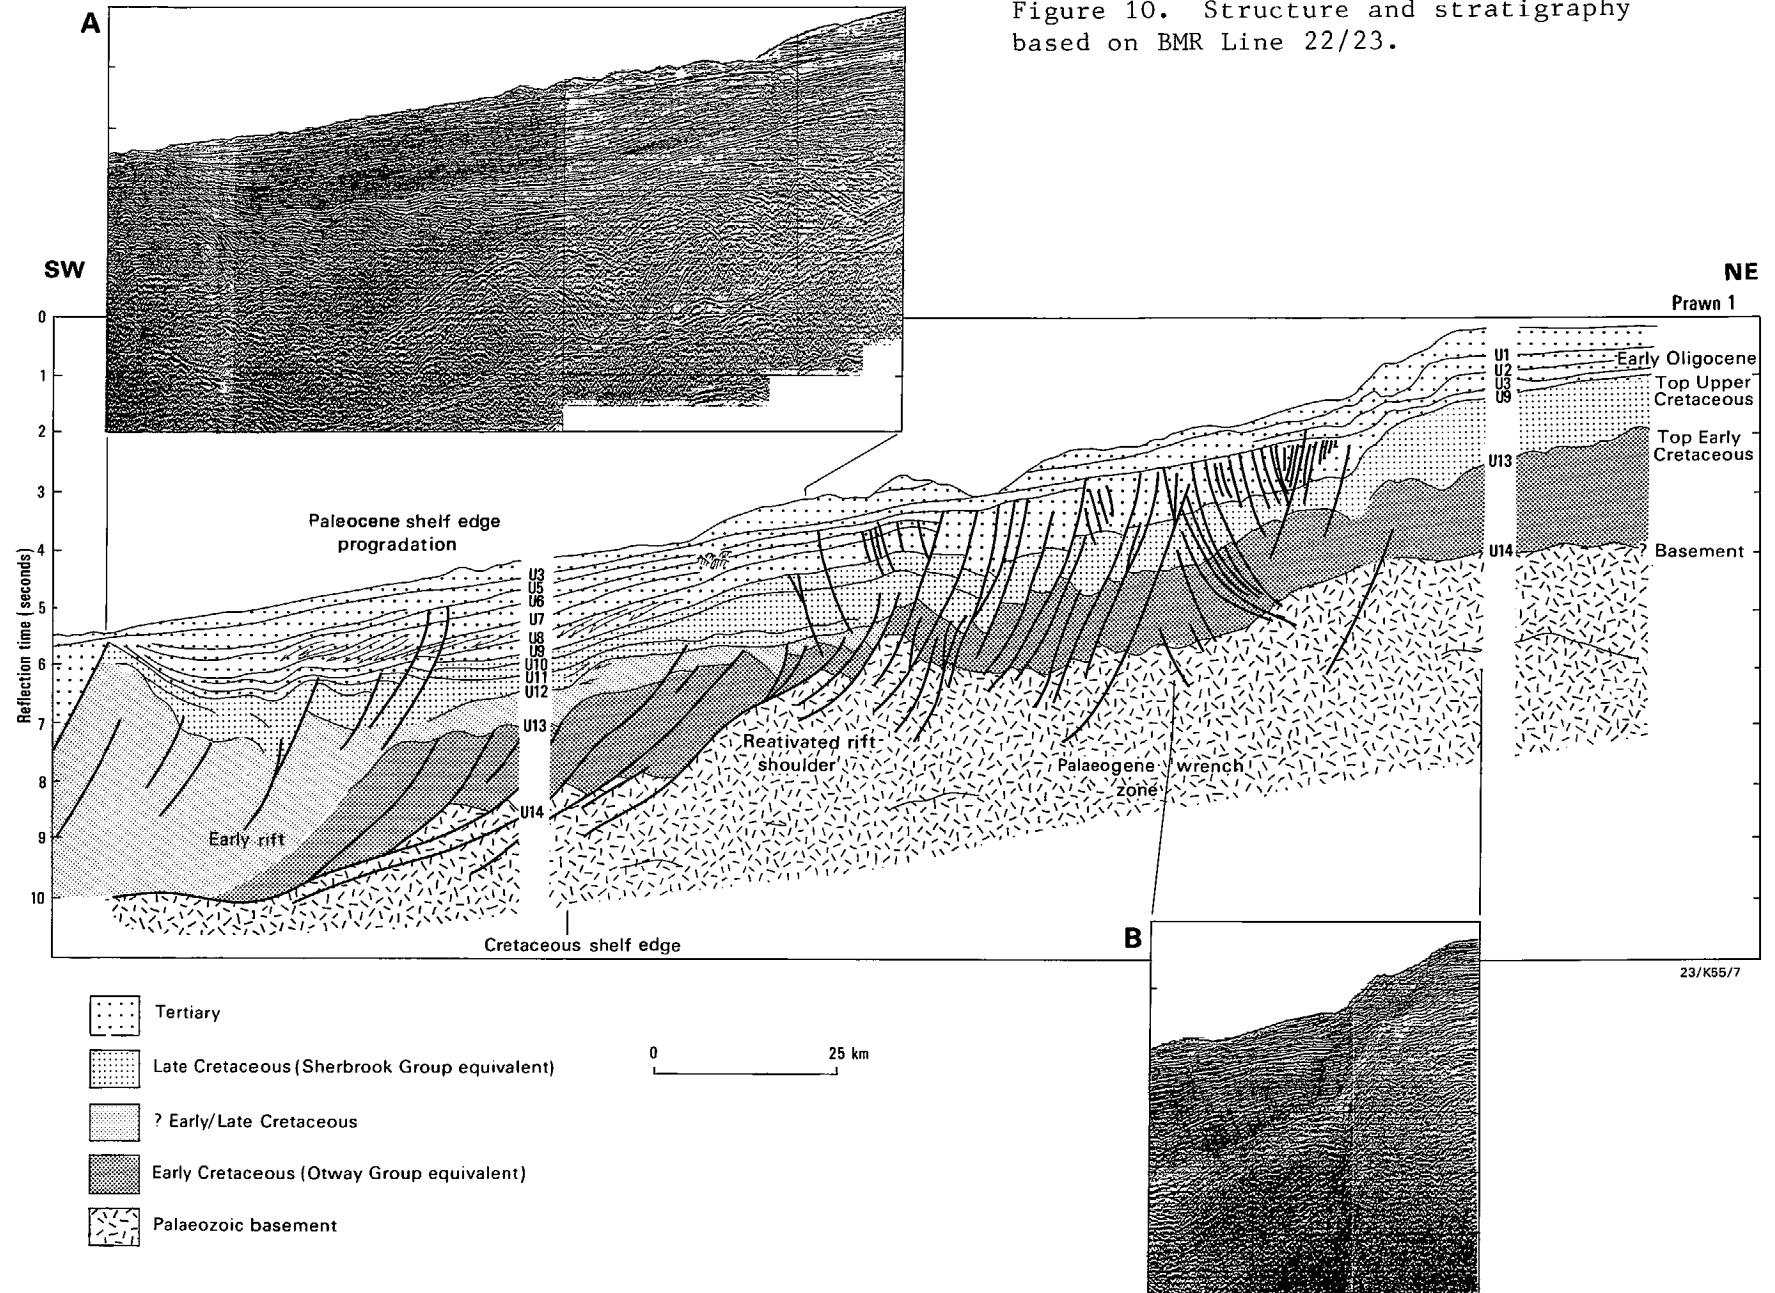 Figure 10. Structure and stratigraphy
based on BMR Line 22/23.
A
SW
NE
Prawn 1
0
1
2
3
4
5
6
7
8
9
10
Reflection time (seconds)
U1
U2
U3
U9
U13
U14
Early Oligocene
Top Upper
Cretaceous
Top Early
Cretaceous
? Basement
Paleocene shelf edge
progradation
U3
U5
U6
U7
U8
U9
U10
U11
U12
U13
U14
Reativated rift
shoulder
Palaeogene wrench
zone
Early rift
Cretaceous shelf edge
B
23/K55/7
Tertiary
Late Cretaceous (Sherbrook Group equivalent)
? Early/Late Cretaceous
Early Cretaceous (Otway Group equivalent)
Palaeozoic basement
0 25 km